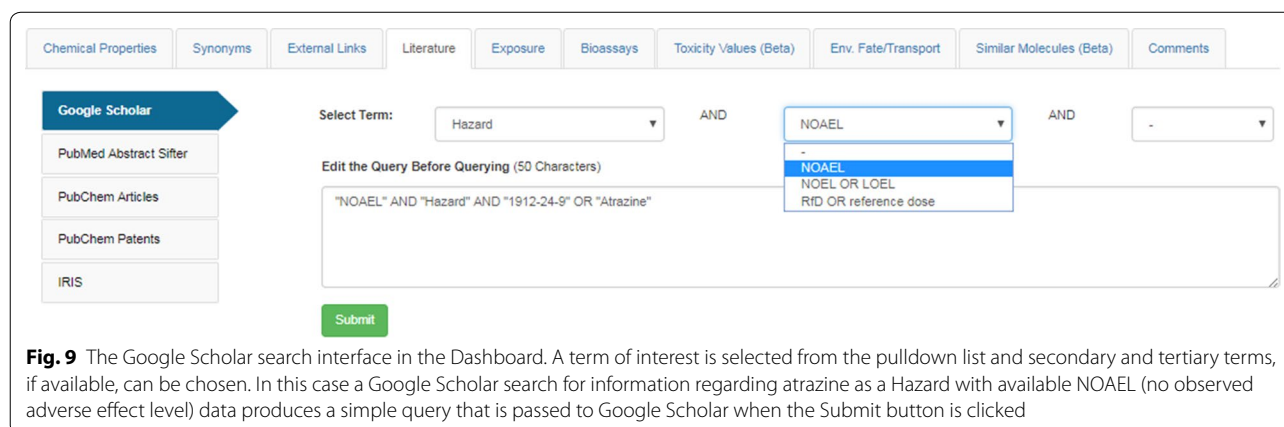 Chemical Properties Synonyms External Links Literature Exposure Bioassays Toxicity Values (Beta) Env. Fate/Transport Similar Molecules (Beta) Comments
Google Scholar
PubMed Abstract Sifter
PubChem Articles
PubChem Patents
IRIS
Select Term: Hazard AND NOAEL AND -
-
NOAEL
NOEL OR LOEL
RfD OR reference dose
Edit the Query Before Querying (50 Characters)
"NOAEL" AND "Hazard" AND "1912-24-9" OR "Atrazine"
Submit
Fig. 9 The Google Scholar search interface in the Dashboard. A term of interest is selected from the pulldown list and secondary and tertiary terms,
if available, can be chosen. In this case a Google Scholar search for information regarding atrazine as a Hazard with available NOAEL (no observed
adverse effect level) data produces a simple query that is passed to Google Scholar when the Submit button is clicked